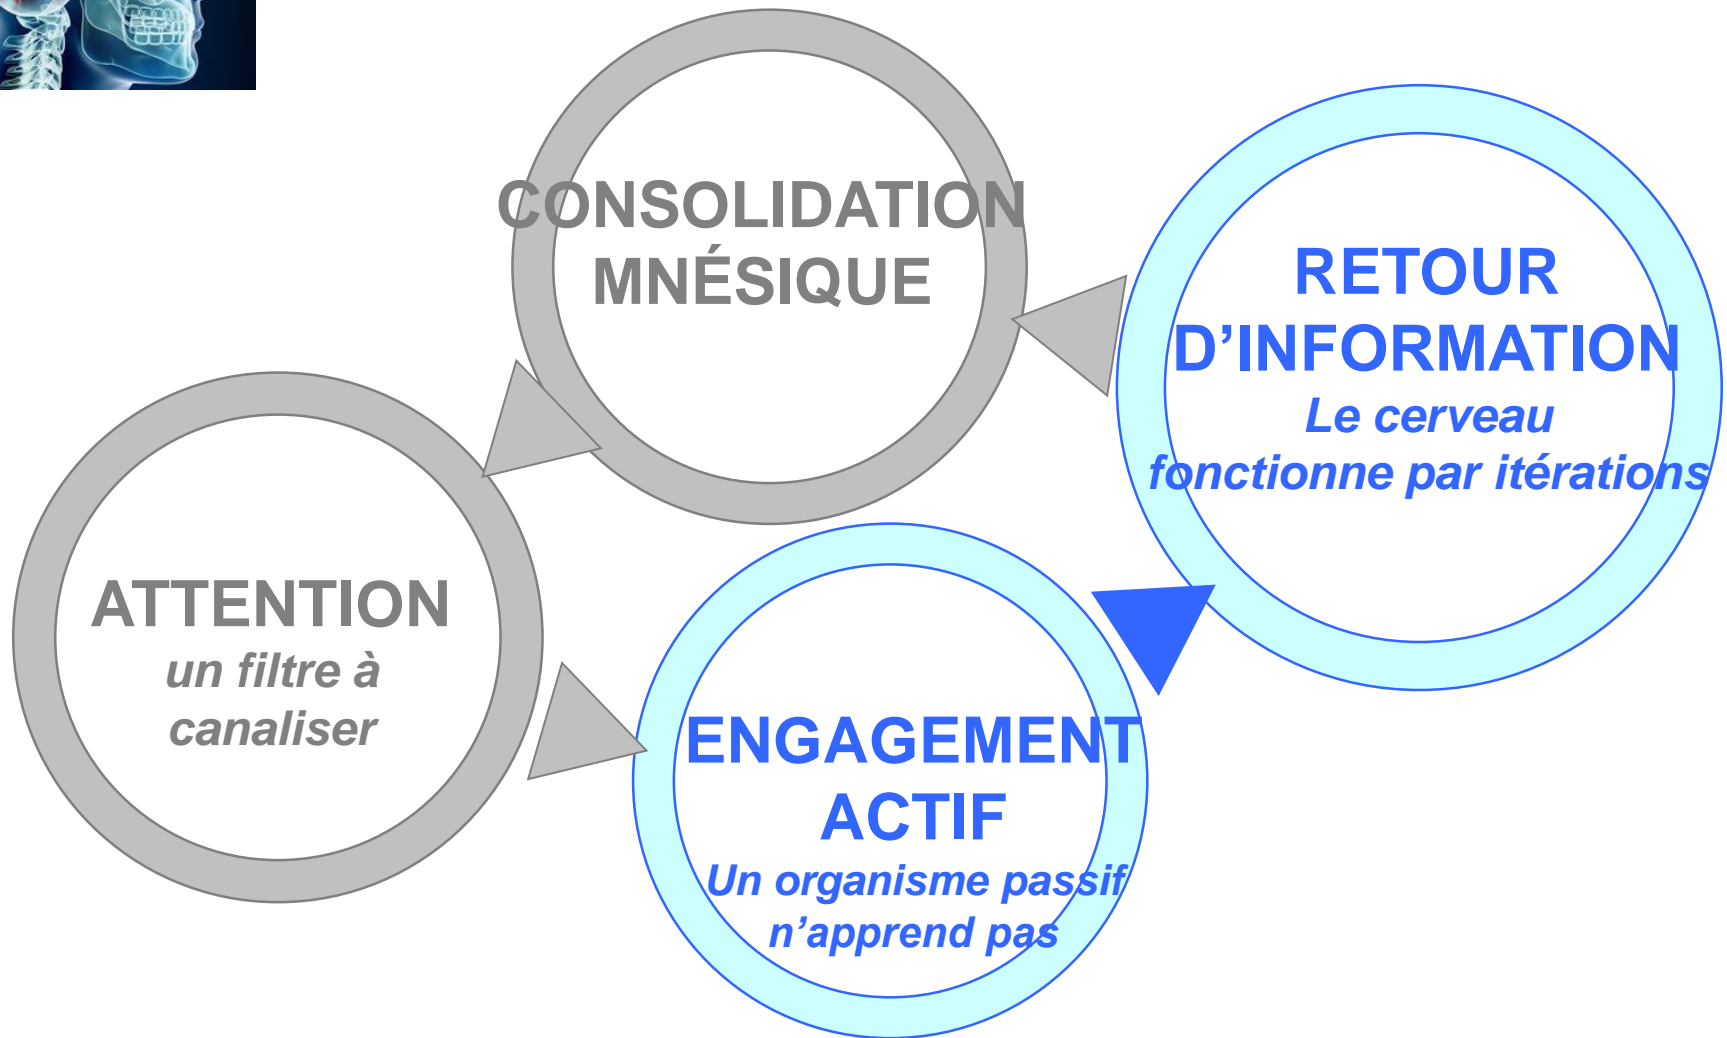 CONSOLIDATION
MNÉSIQUE
RETOUR
D’INFORMATION
Le cerveau
fonctionne par itérations
ATTENTION
un filtre à
canaliser
ENGAGEMENT
ACTIF
Un organisme passif
n’apprend pas